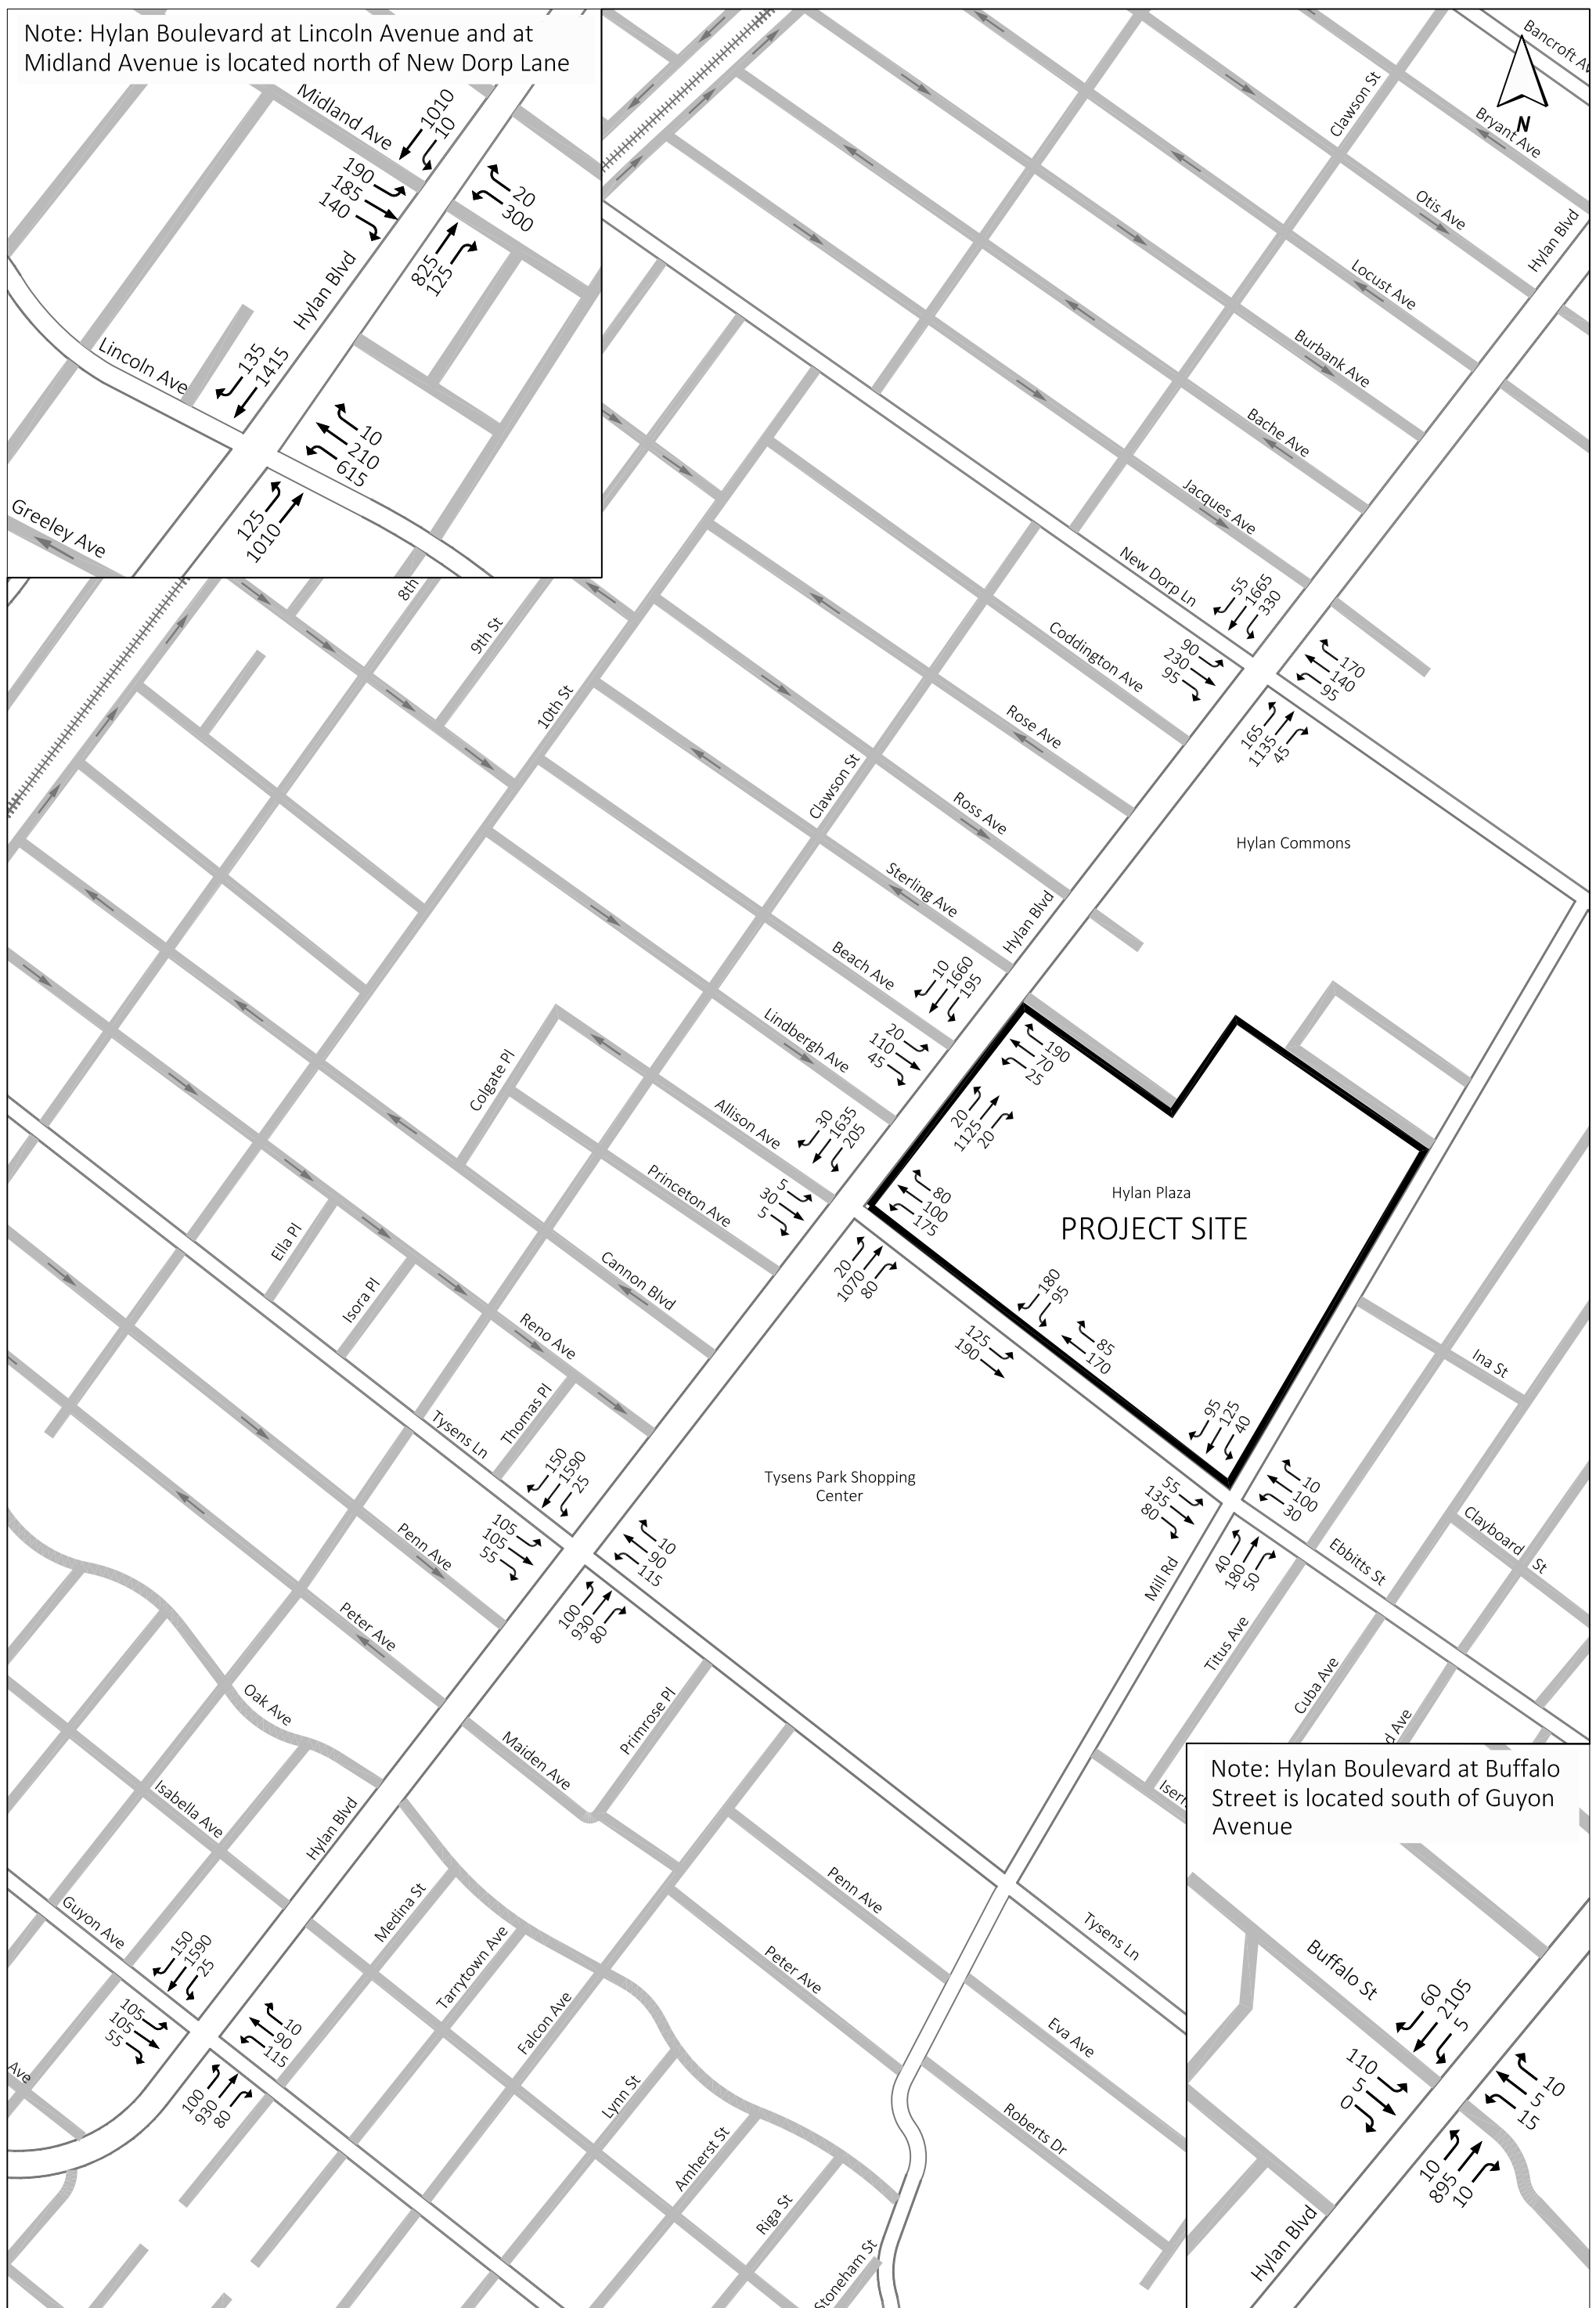 Note: Hylan Boulevard at Lincoln Avenue and at
Midland Avenue is located north of New Dorp Lane
Midland Ave
1010
10
190
185
140
20
300
825
125
Hylan Blvd
Lincoln Ave
135
1415
10
210
615
125
1010
Greeley Ave
Bancroft Av
N
Clawson St
Bryant Ave
Otis Ave
Hylan Blvd
Locust Ave
Burbank Ave
Bache Ave
Jacques Ave
New Dorp Ln
55
1665
330
90
230
95
170
140
95
165
1135
45
8th
9th St
10th St
Coddington Ave
Rose Ave
Clawson St
Ross Ave
Hylan Commons
Sterling Ave
Hylan Blvd
Beach Ave
10
1660
195
20
110
45
190
70
25
20
1125
20
Lindbergh Ave
Colgate Pl
Allison Ave
30
1635
205
5
30
5
80
100
175
20
1070
80
Hylan Plaza
PROJECT SITE
Princeton Ave
Ella Pl
Isora Pl
Cannon Blvd
Reno Ave
180
95
125
190
85
170
95
125
40
55
135
80
10
100
30
40
180
50
Ina St
Clayboard St
Ebbitts St
Mill Rd
Titus Ave
Cuba Ave
d Ave
Thomas Pl
Tysens Ln
150
1590
25
105
105
55
10
90
115
100
930
80
Tysens Park Shopping
Center
Penn Ave
Peter Ave
Oak Ave
Isabella Ave
Hylan Blvd
Maiden Ave
Primrose Pl
Guyon Ave
150
1590
25
105
105
55
10
90
115
100
930
80
Ave
Medina St
Tarrytown Ave
Falcon Ave
Lynn St
Amherst St
Riga St
Stoneham St
Penn Ave
Peter Ave
Tysens Ln
Eva Ave
Roberts Dr
Note: Hylan Boulevard at Buffalo
Street is located south of Guyon
Avenue
Buffalo St
60
2105
5
110
5
0
10
5
15
10
895
10
Hylan Blvd